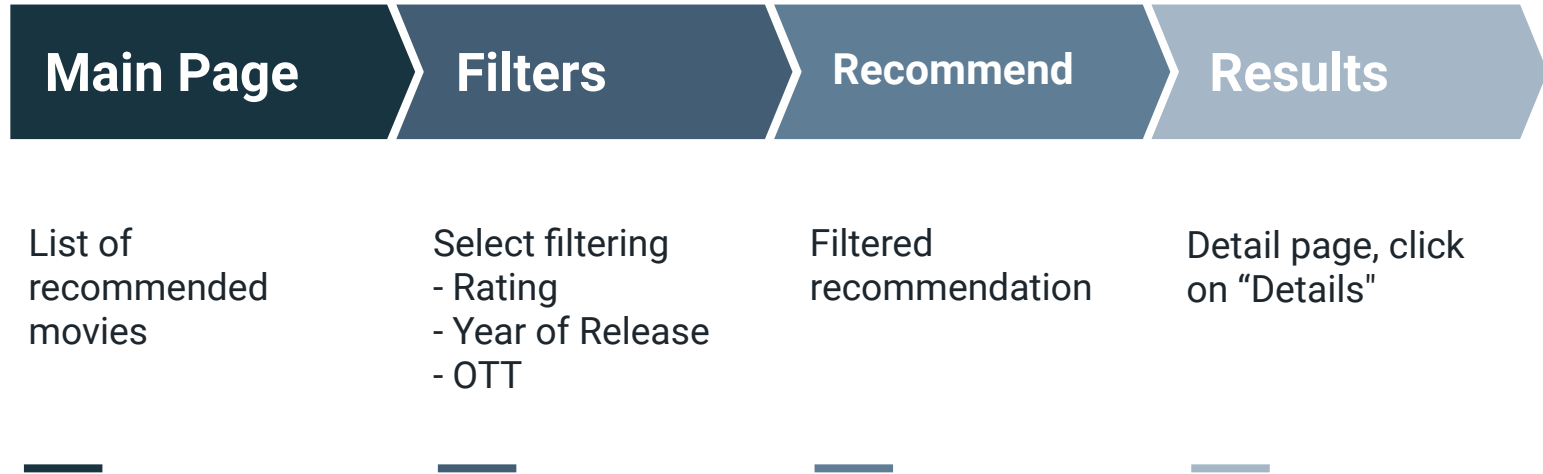 Main Page
Filters
Recommend
Results
List of
recommended
movies
Select filtering
- Rating
- Year of Release
- OTT
Filtered
recommendation
Detail page, click
on “Details"